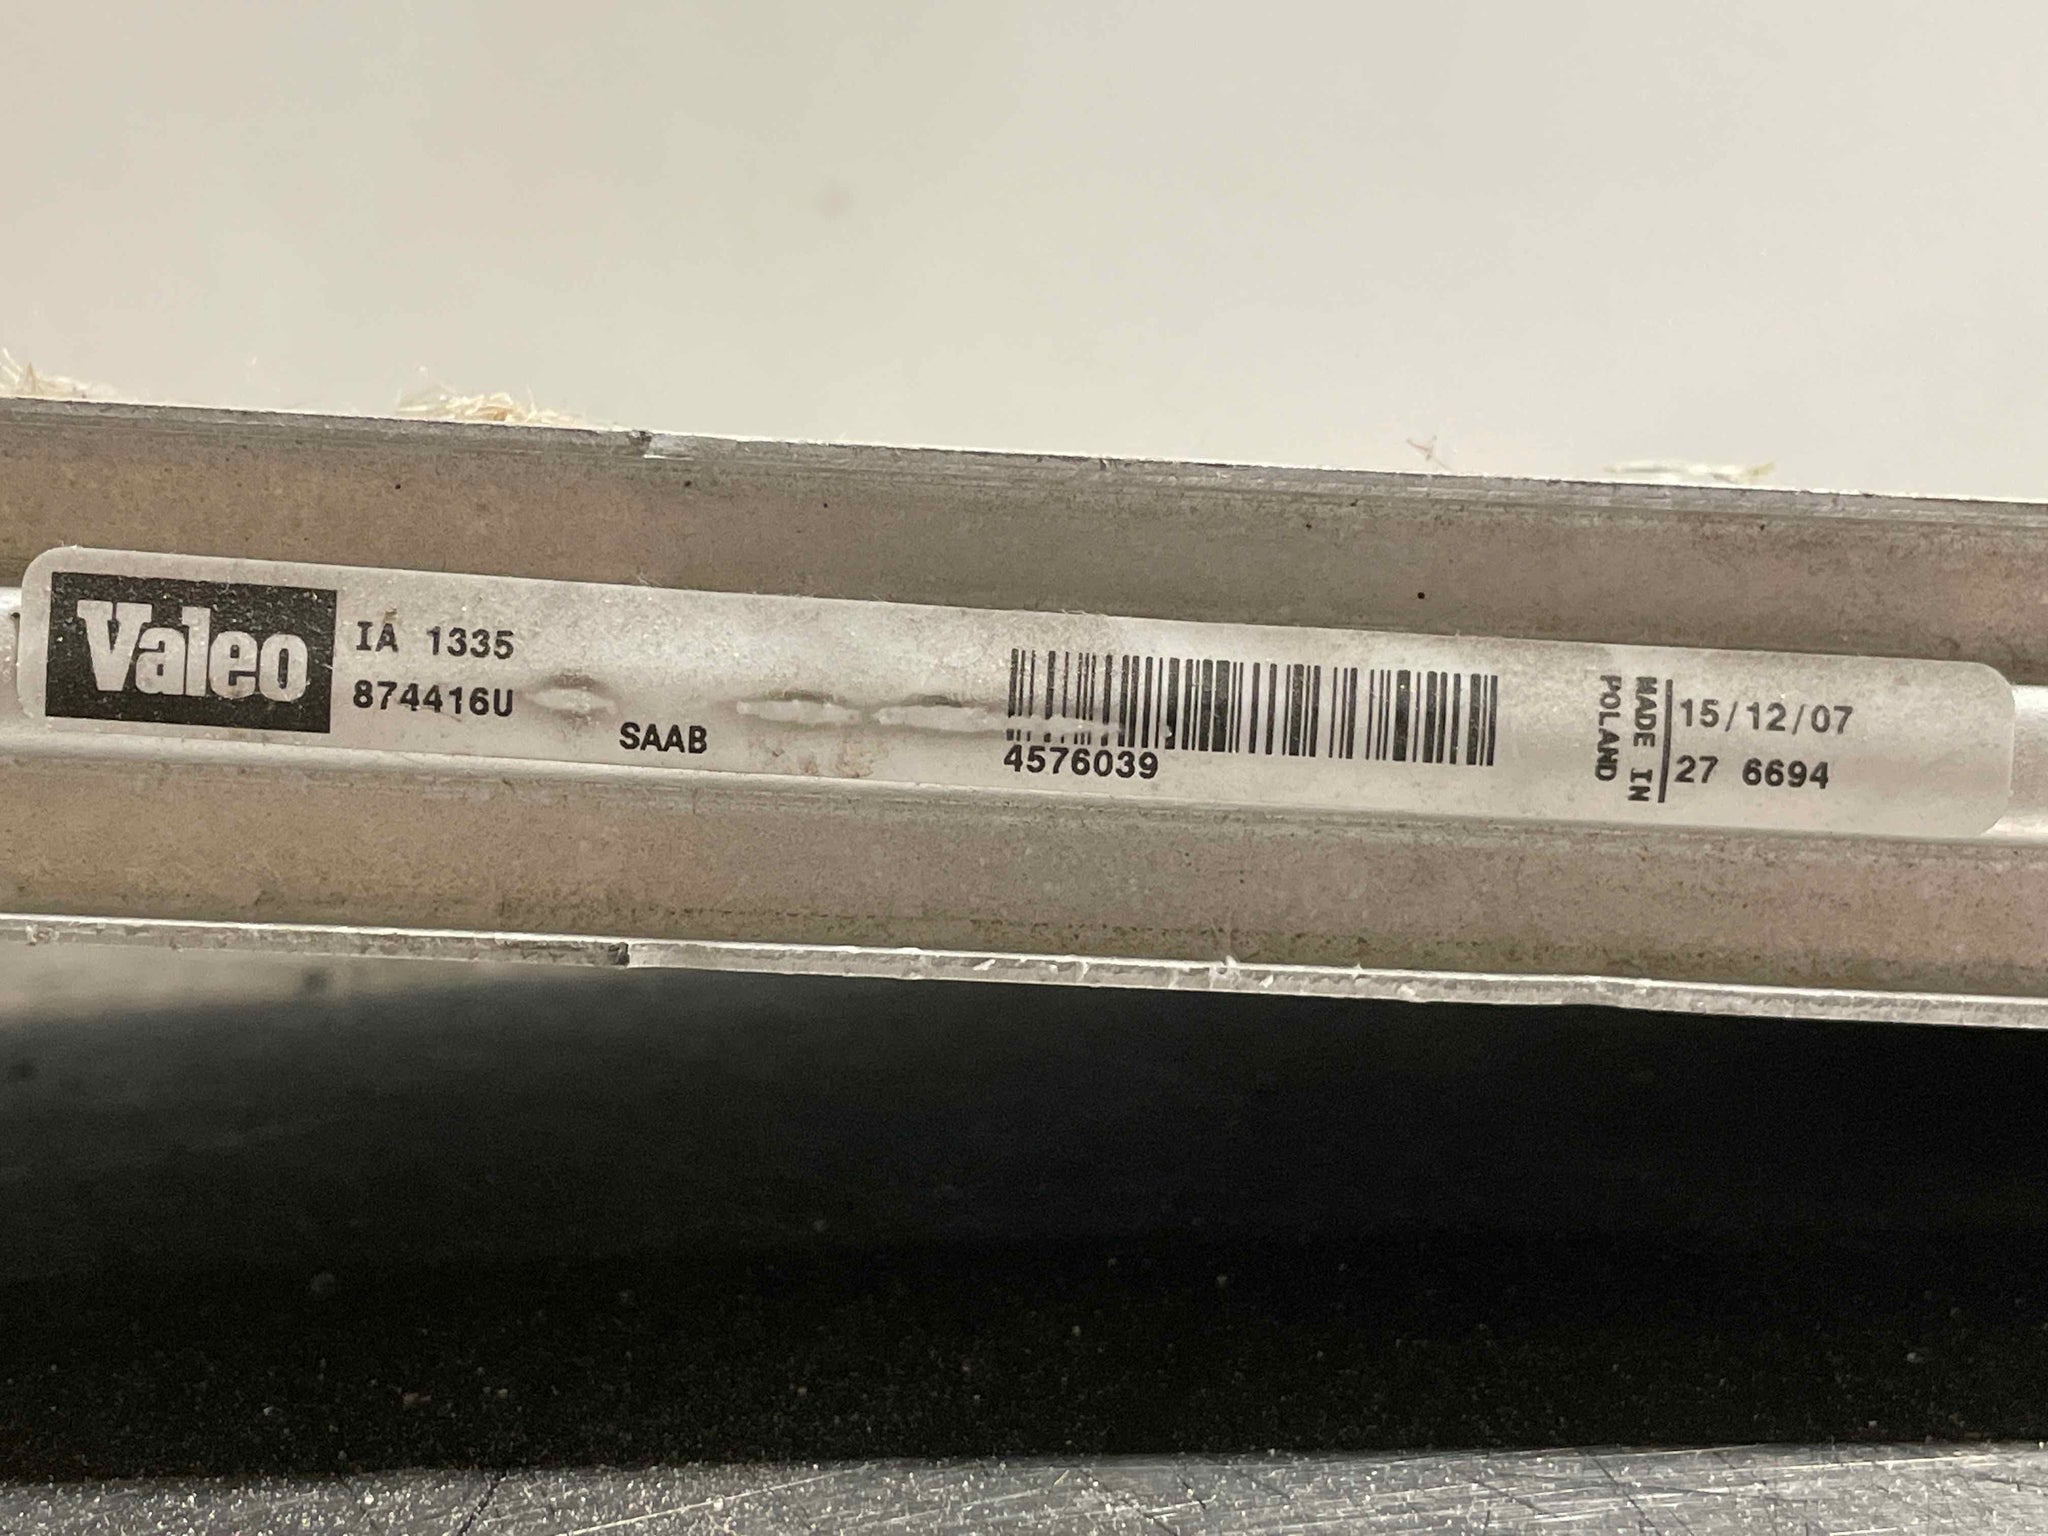 Valeo
IA 1335
874416U
SAAB
4576039
MADE IN
POLAND
15/12/07
27 6694